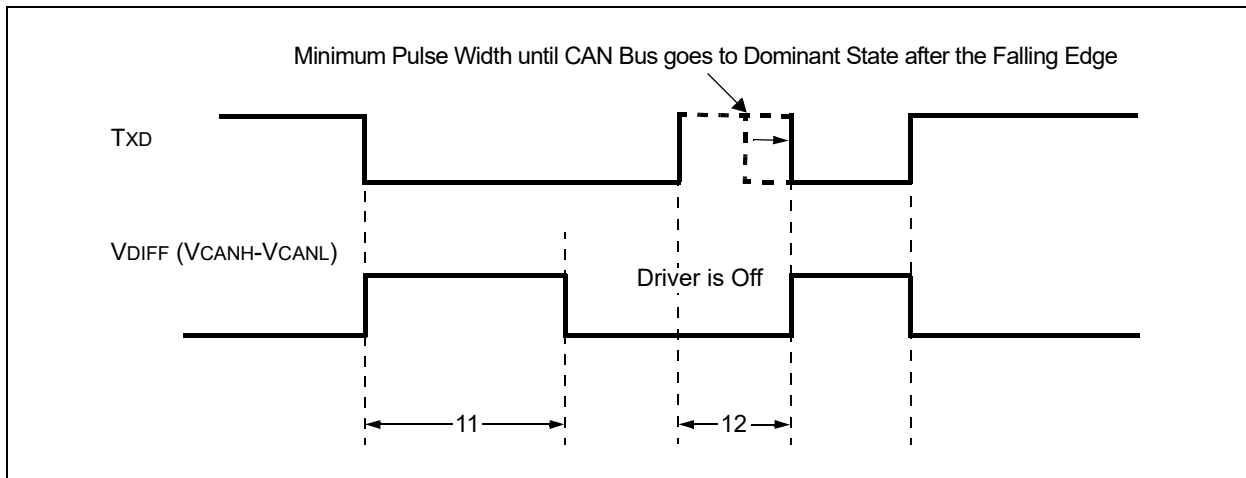 Minimum Pulse Width until CAN Bus goes to Dominant State after the Falling Edge
TXD
VDIFF (VCANH-VCANL)
Driver is Off
11
12